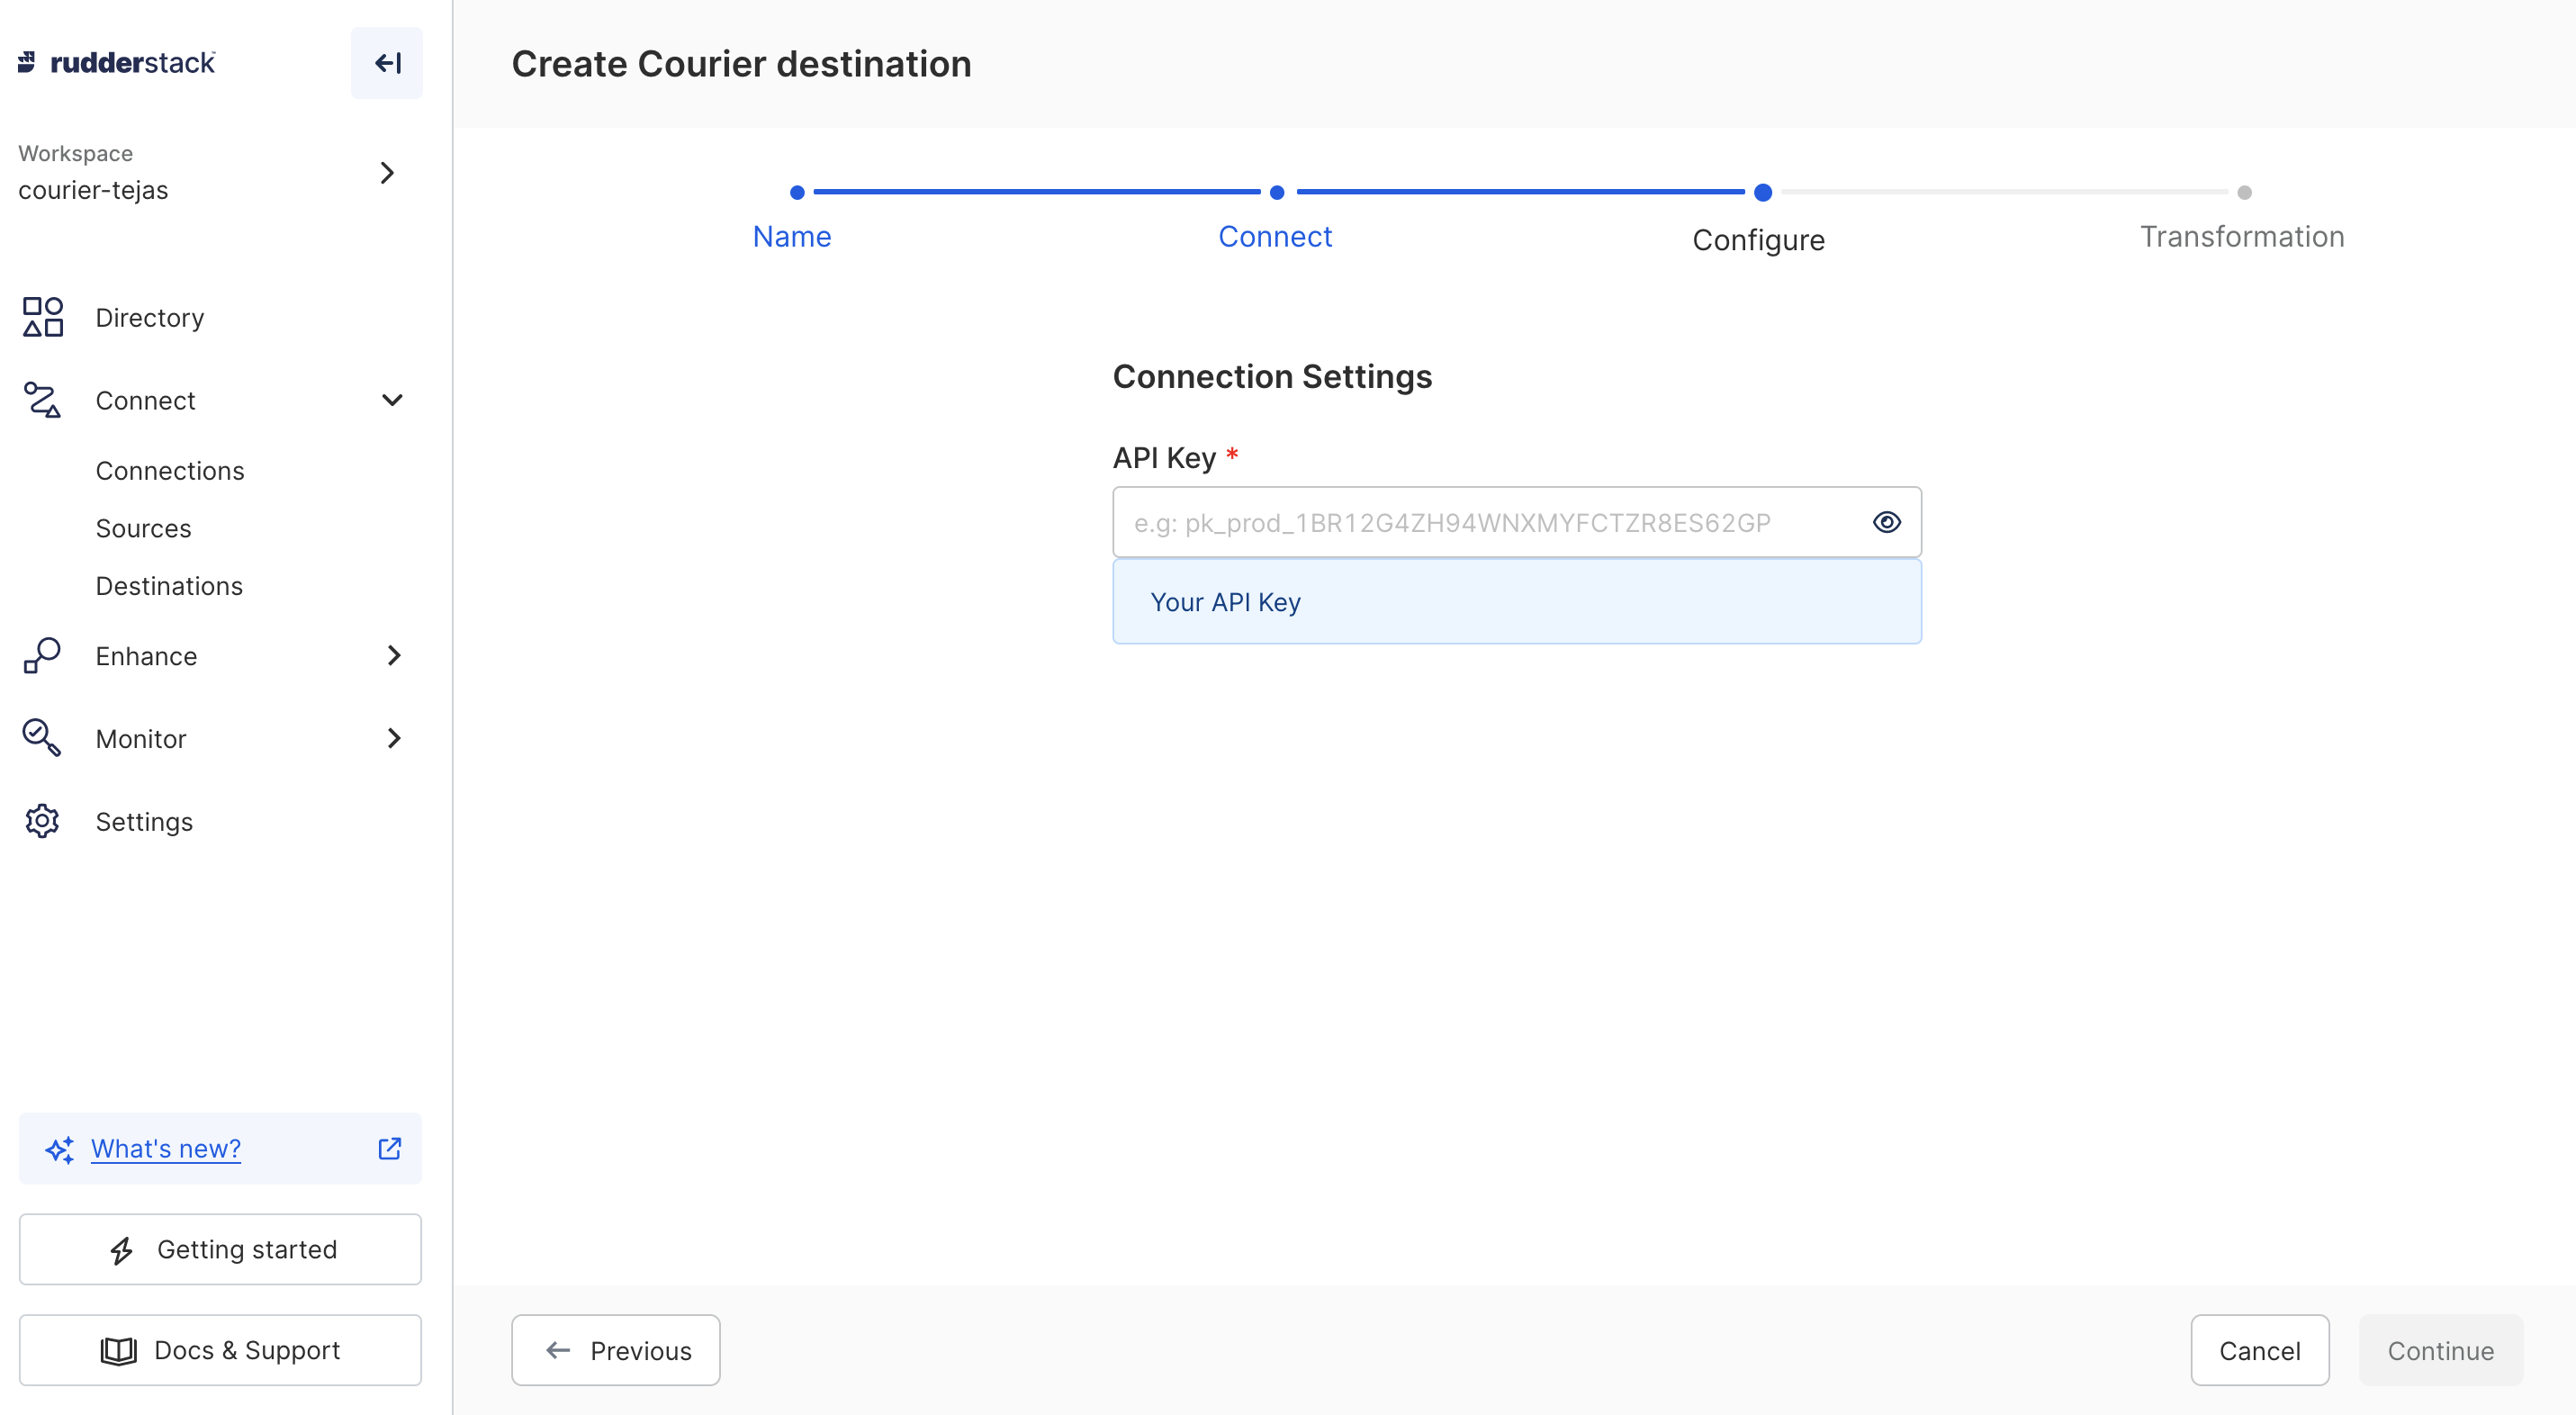 rudderstack
Workspace
courier-tejas
Directory
Connect
Connections
Sources
Destinations
Enhance
Monitor
Settings
What's new?
Getting started
Docs & Support
Create Courier destination
Name
Connect
Configure
Transformation
Connection Settings
API Key *
e.g: pk_prod_1BR12G4ZH94WNXMYFCTZR8ES62GP
Your API Key
Previous
Cancel
Continue